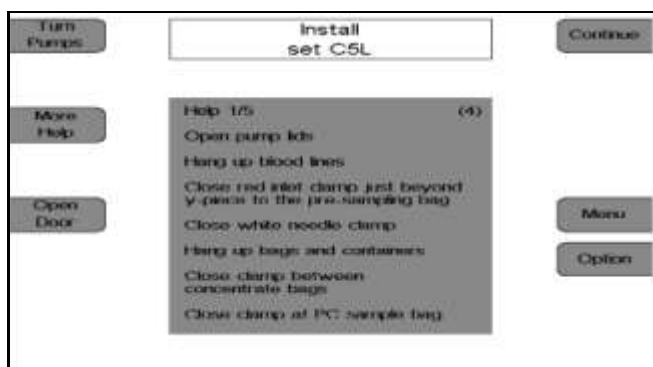 Turn
Pumps
Install
set C5L
Continue
More
Help
Open
Door
Help 1/5 (4)
Open pump lids
Hang up blood lines
Close red inlet clamp just beyond
y-piece to the pre-sampling bag
Close white needle clamp
Hang up bags and containers
Close clamp between
concentrate bags
Close clamp at PC sample bag
Menu
Option